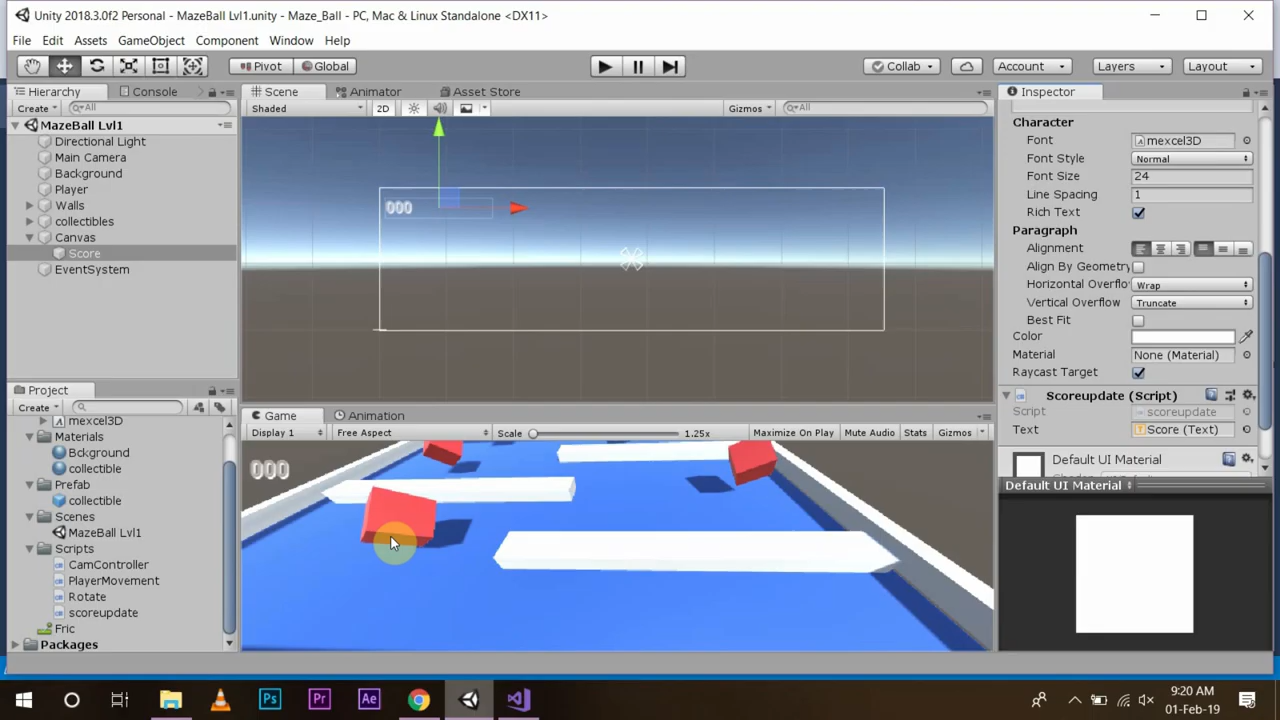 Unity 2018.3.0f2 Personal - MazeBall Lvl1.unity - Maze_Ball - PC, Mac & Linux Standalone <DX11>
File Edit Assets GameObject Component Window Help
Pivot Global Collab Account Layers Layout
Hierarchy Console
Create All
MazeBall Lvl1
Directional Light
Main Camera
Background
Player
Walls
collectibles
Canvas
Score
EventSystem
Project
Create
mexcel3D
Materials
Bckground
collectible
Prefab
collectible
Scenes
MazeBall Lvl1
Scripts
CamController
PlayerMovement
Rotate
scoreupdate
Fric
Packages
Scene Animator Asset Store
Shaded 2D Gizmos All
000
Game Animation
Display 1 Free Aspect Scale 1.25x Maximize On Play Mute Audio Stats Gizmos
000
Inspector
Character
Font mexcel3D
Font Style Normal
Font Size 24
Line Spacing 1
Rich Text
Paragraph
Alignment
Align By Geometry
Horizontal Overflo Wrap
Vertical Overflow Truncate
Best Fit
Color
Material None (Material)
Raycast Target
Scoreupdate (Script)
Script scoreupdate
Text Score (Text)
Default UI Material
Default UI Material
Ps Pr Ae
9:20 AM
01-Feb-19